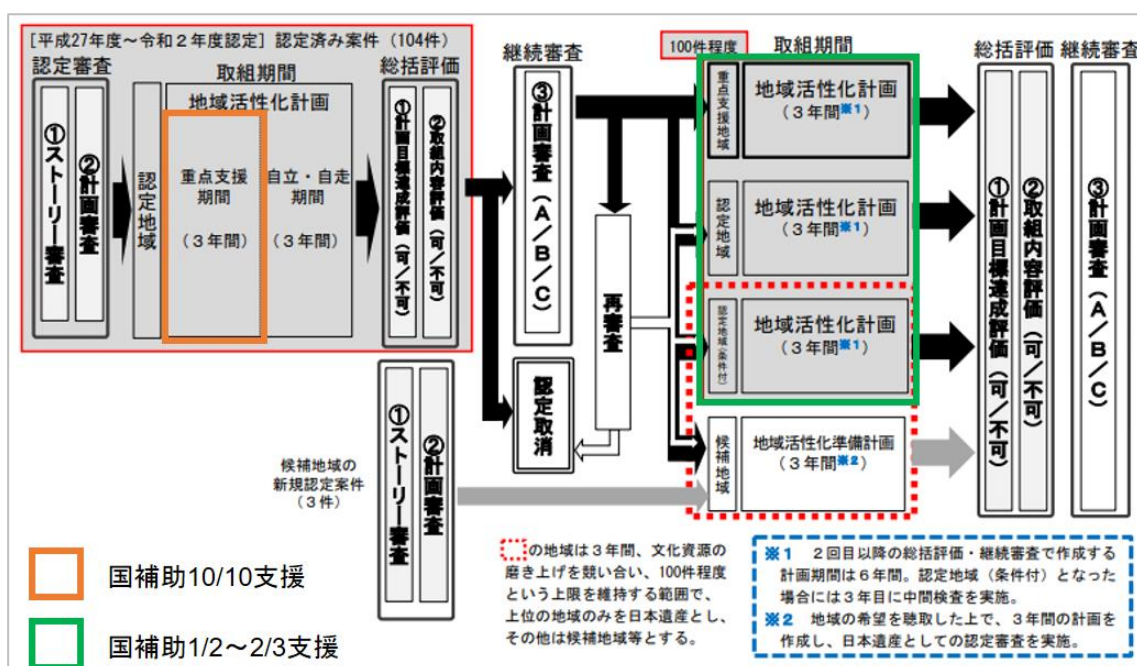 [平成27年度～令和２年度認定] 認定済み案件（104件）
認定審査
①ストーリー審査
②計画審査
認定地域
取組期間
地域活性化計画
重点支援
期間
（３年間）
自立・自走
期間
（３年間）
総括評価
①計画目標達成評価（可／不可）
②取組内容評価（可／不可）
継続審査
③計画審査（Ａ／Ｂ／Ｃ）
再審査
認定取消
100件程度
取組期間
重点支援地域
地域活性化計画
（３年間※1）
認定地域
地域活性化計画
（３年間※1）
認定地域（条件付）
地域活性化計画
（３年間※1）
候補地域
地域活性化準備計画
（３年間※2）
総括評価
①計画目標達成評価（可／不可）
②取組内容評価（可／不可）
継続審査
③計画審査（Ａ／Ｂ／Ｃ）
候補地域の
新規認定案件
（３件）
①ストーリー審査
②計画審査
国補助10/10支援
国補助1/2～2/3支援
の地域は３年間、文化資源の
磨き上げを競い合い、100件程度
という上限を維持する範囲で、
上位の地域のみを日本遺産とし、
その他は候補地域等とする。
※１　２回目以降の総括評価・継続審査で作成する
計画期間は６年間。認定地域（条件付）となった
場合には３年目に中間検査を実施。
※２　地域の希望を聴取した上で、３年間の計画を
作成し、日本遺産としての認定審査を実施。